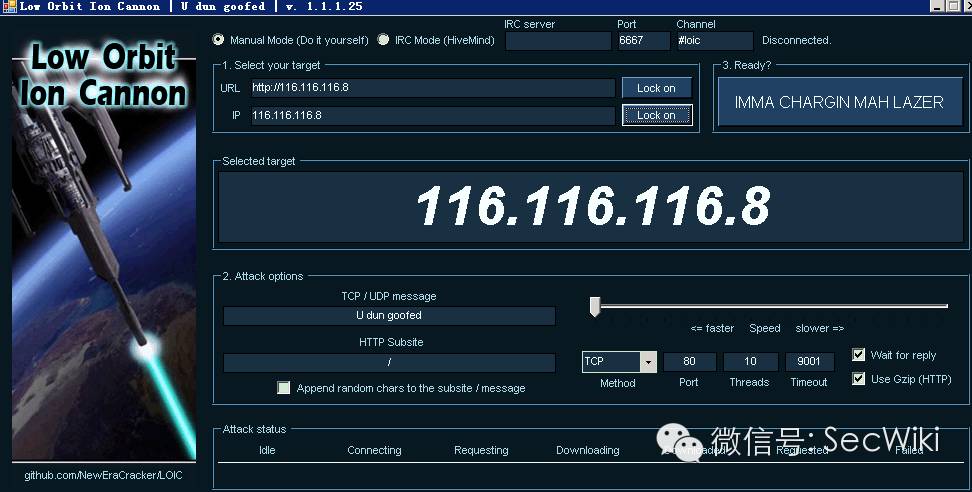 Low Orbit Ion Cannon | U dun goofed | v. 1.1.1.25
Low Orbit
Ion Cannon
Manual Mode (Do it yourself)
IRC Mode (HiveMind)
IRC server
Port
Channel
6667
#loic
Disconnected.
1. Select your target
URL
http://116.116.116.8
Lock on
IP
116.116.116.8
Lock on
3. Ready?
IMMA CHARGIN MAH LAZER
Selected target
116.116.116.8
2. Attack options
TCP / UDP message
U dun goofed
HTTP Subsite
/
Append random chars to the subsite / message
<= faster Speed slower =>
TCP
80
10
9001
Method
Port
Threads
Timeout
Wait for reply
Use Gzip (HTTP)
Attack status
Idle
Connecting
Requesting
Downloading
Downloaded
Requested
Failed
微信号: SecWiki
github.com/NewEraCracker/LOIC